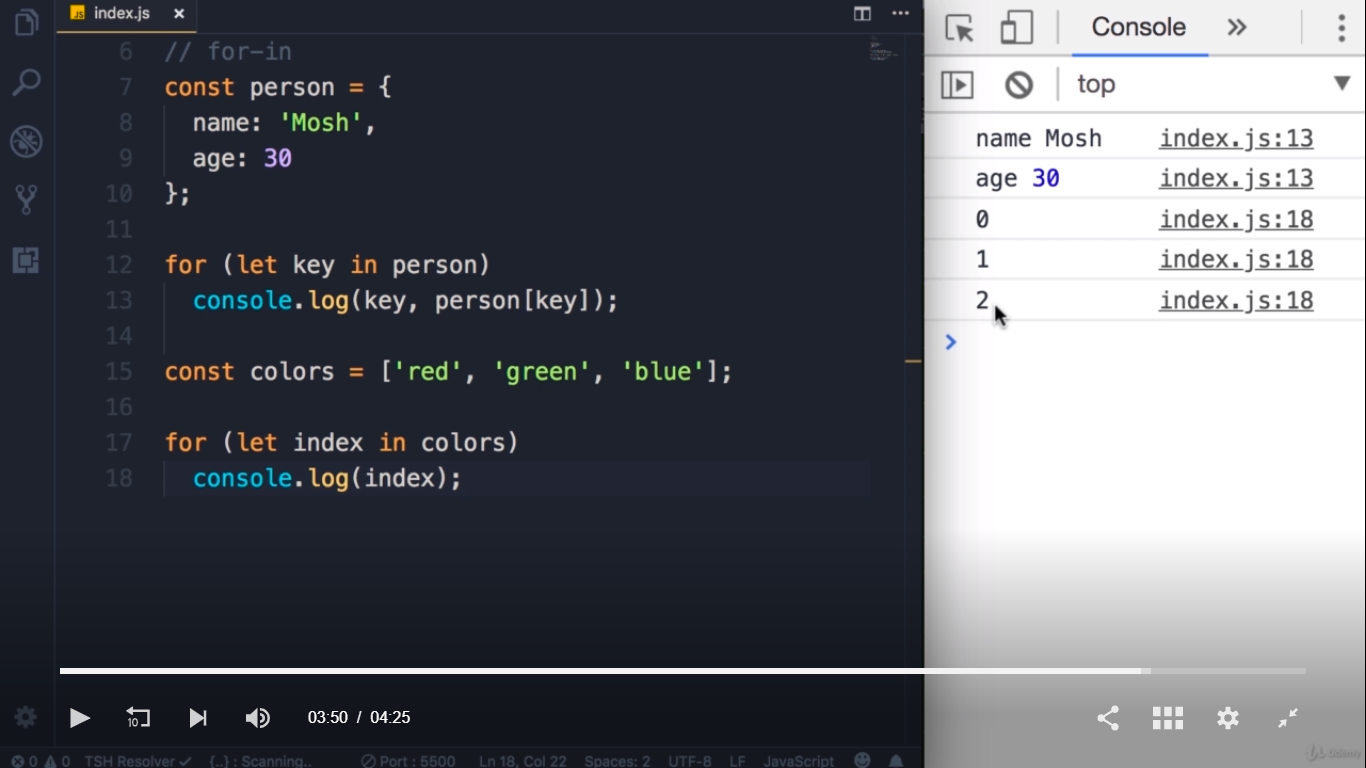 index.js
6 // for-in
7 const person = {
8 name: 'Mosh',
9 age: 30
10 };
11
12 for (let key in person)
13 console.log(key, person[key]);
14
15 const colors = ['red', 'green', 'blue'];
16
17 for (let index in colors)
18 console.log(index);
Console
top
name Mosh index.js:13
age 30 index.js:13
0 index.js:18
1 index.js:18
2 index.js:18
10
03:50 / 04:25
0 0 TSH Resolver {..} : Scanning.. Port : 5500 Ln 18, Col 22 Spaces: 2 UTF-8 LF JavaScript
Udemy